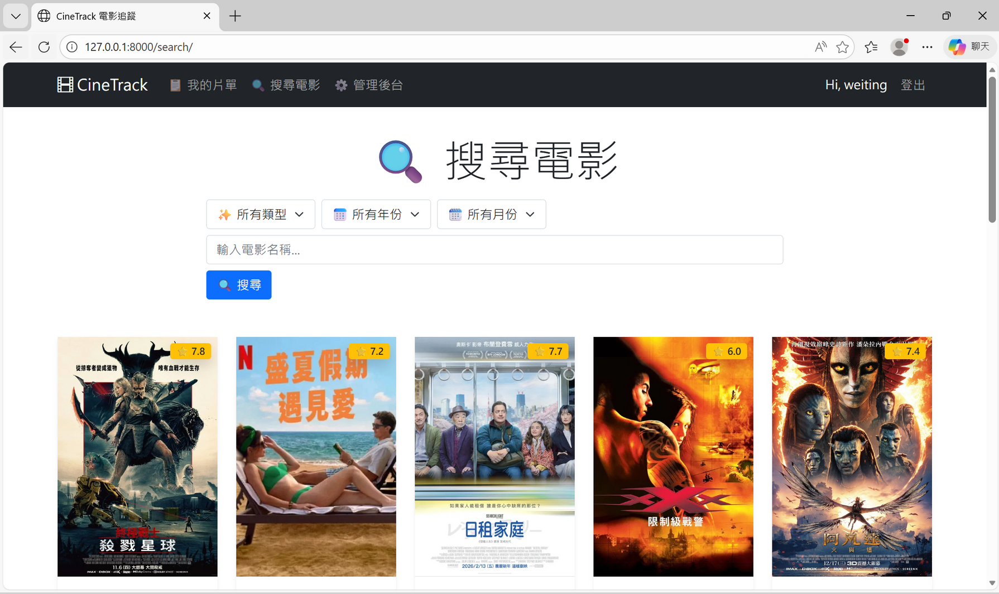 CineTrack 電影追蹤
127.0.0.1:8000/search/
聊天
CineTrack
我的片單
搜尋電影
管理後台
Hi, weiting
登出
搜尋電影
所有類型
所有年份
所有月份
輸入電影名稱...
搜尋
7.8
從掠奪者變成獵物
唯有血戰才能生存
終極戰士
殺戮星球
11.6(四) 大銀幕 大開殺戒
7.2
N
盛夏假期
遇見愛
7.7
奧斯卡影帝 布蘭登費雪
TORONTO
BFI LONDON
TOKYO
如果家人能租借 誰是你心中缺席的那位？
SEARCHLIGHT
日租家庭
2026/2/13 (五) 農曆新年 溫暖獻映
6.0
XXX
限制級戰警
7.4
阿凡達
火與燼
12/17(三) 3D震撼大銀幕